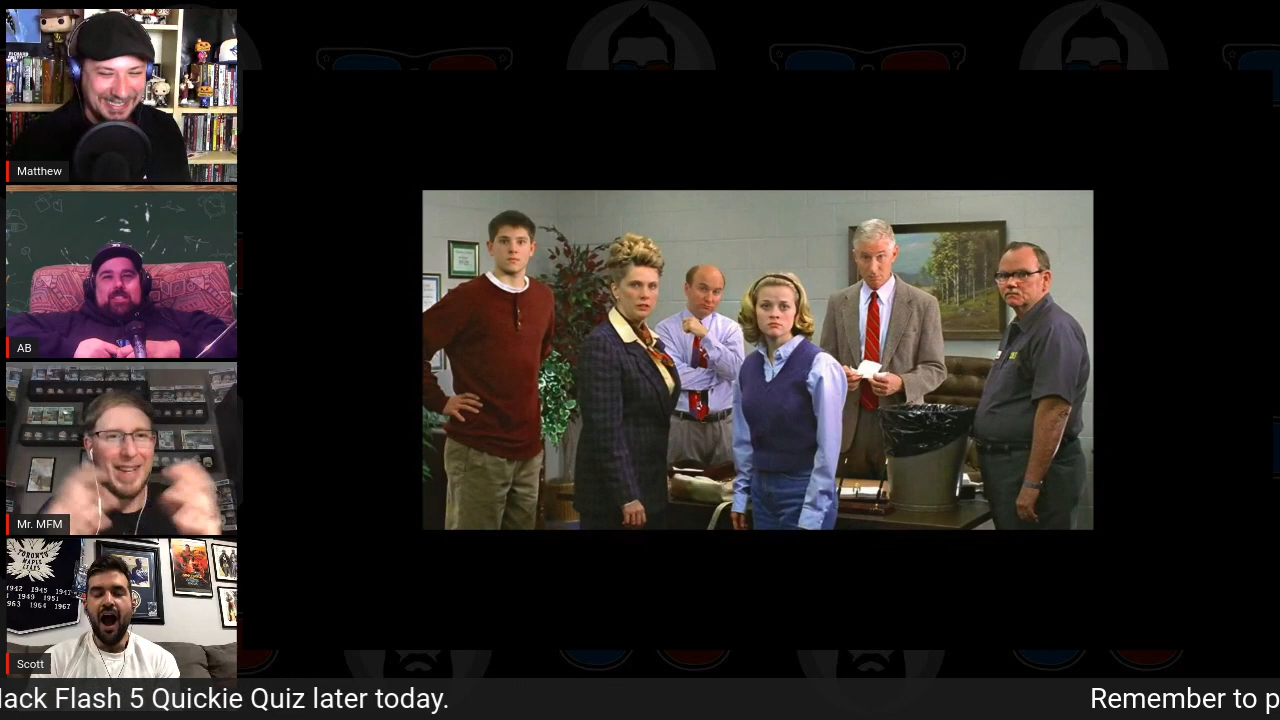 Matthew
AB
Mr. MFM
TORONTO
MAPLE
LEAFS
Scott
lack Flash 5 Quickie Quiz later today.
Remember to p